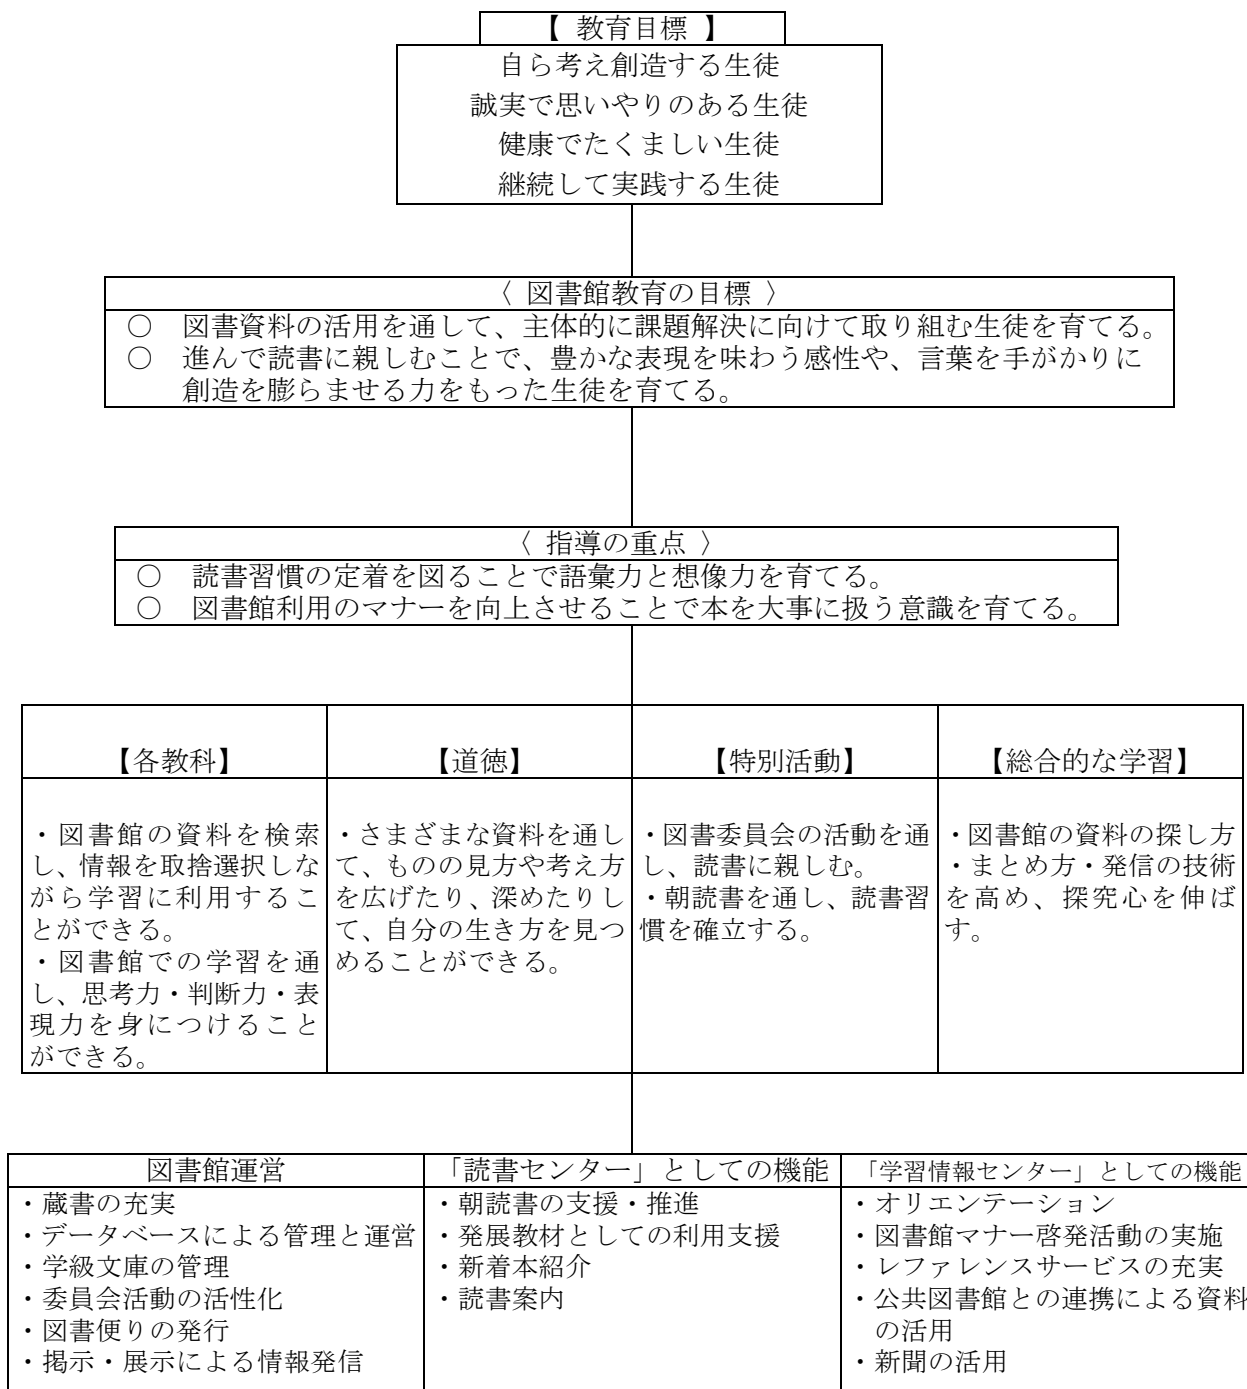 【 教育目標 】
自ら考え創造する生徒
誠実で思いやりのある生徒
健康でたくましい生徒
継続して実践する生徒
〈 図書館教育の目標 〉
○ 図書資料の活用を通して、主体的に課題解決に向けて取り組む生徒を育てる。
○ 進んで読書に親しむことで、豊かな表現を味わう感性や、言葉を手がかりに
創造を膨らませる力をもった生徒を育てる。
〈 指導の重点 〉
○ 読書習慣の定着を図ることで語彙力と想像力を育てる。
○ 図書館利用のマナーを向上させることで本を大事に扱う意識を育てる。
【各教科】
・図書館の資料を検索
し、情報を取捨選択しな
がら学習に利用するこ
とができる。
・図書館での学習を通
し、思考力・判断力・表
現力を身につけること
ができる。
【道徳】
・さまざまな資料を通し
て、ものの見方や考え方
を広げたり、深めたりし
て、自分の生き方を見つ
めることができる。
【特別活動】
・図書委員会の活動を通
し、読書に親しむ。
・朝読書を通し、読書習
慣を確立する。
【総合的な学習】
・図書館の資料の探し方
・まとめ方・発信の技術
を高め、探究心を伸ば
す。
図書館運営
・蔵書の充実
・データベースによる管理と運営
・学級文庫の管理
・委員会活動の活性化
・図書便りの発行
・掲示・展示による情報発信
「読書センター」としての機能
・朝読書の支援・推進
・発展教材としての利用支援
・新着本紹介
・読書案内
「学習情報センター」としての機能
・オリエンテーション
・図書館マナー啓発活動の実施
・レファレンスサービスの充実
・公共図書館との連携による資料
の活用
・新聞の活用